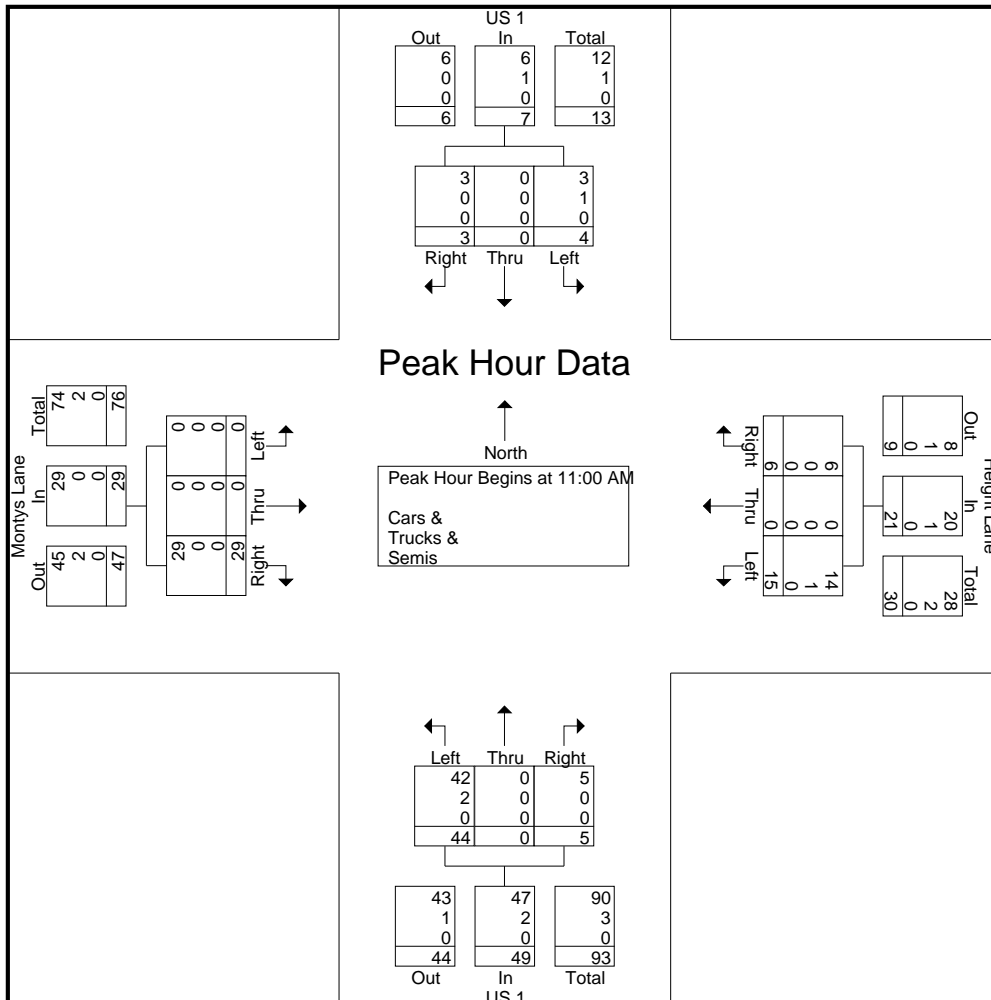 US 1
Out In Total
6 6 12
0 1 1
0 0 0
6 7 13
3 0 3
0 0 1
0 0 0
3 0 4
Right Thru Left
Peak Hour Data
North
Peak Hour Begins at 11:00 AM
Cars &
Trucks &
Semis
Montys Lane
Total
74 2 0 76
In
29 0 0 29
Out
45 2 0 47
0 0 0 0
Left
0 0 0 0
Thru
29 0 0 29
Right
Right
6 0 0 6
Thru
0 0 0 0
Left
14 1 0 15
Height Lane
Out
8 1 0 9
In
20 1 0 21
Total
28 2 0 30
Left Thru Right
42 0 5
2 0 0
0 0 0
44 0 5
43 47 90
1 2 3
0 0 0
44 49 93
Out In Total
US 1